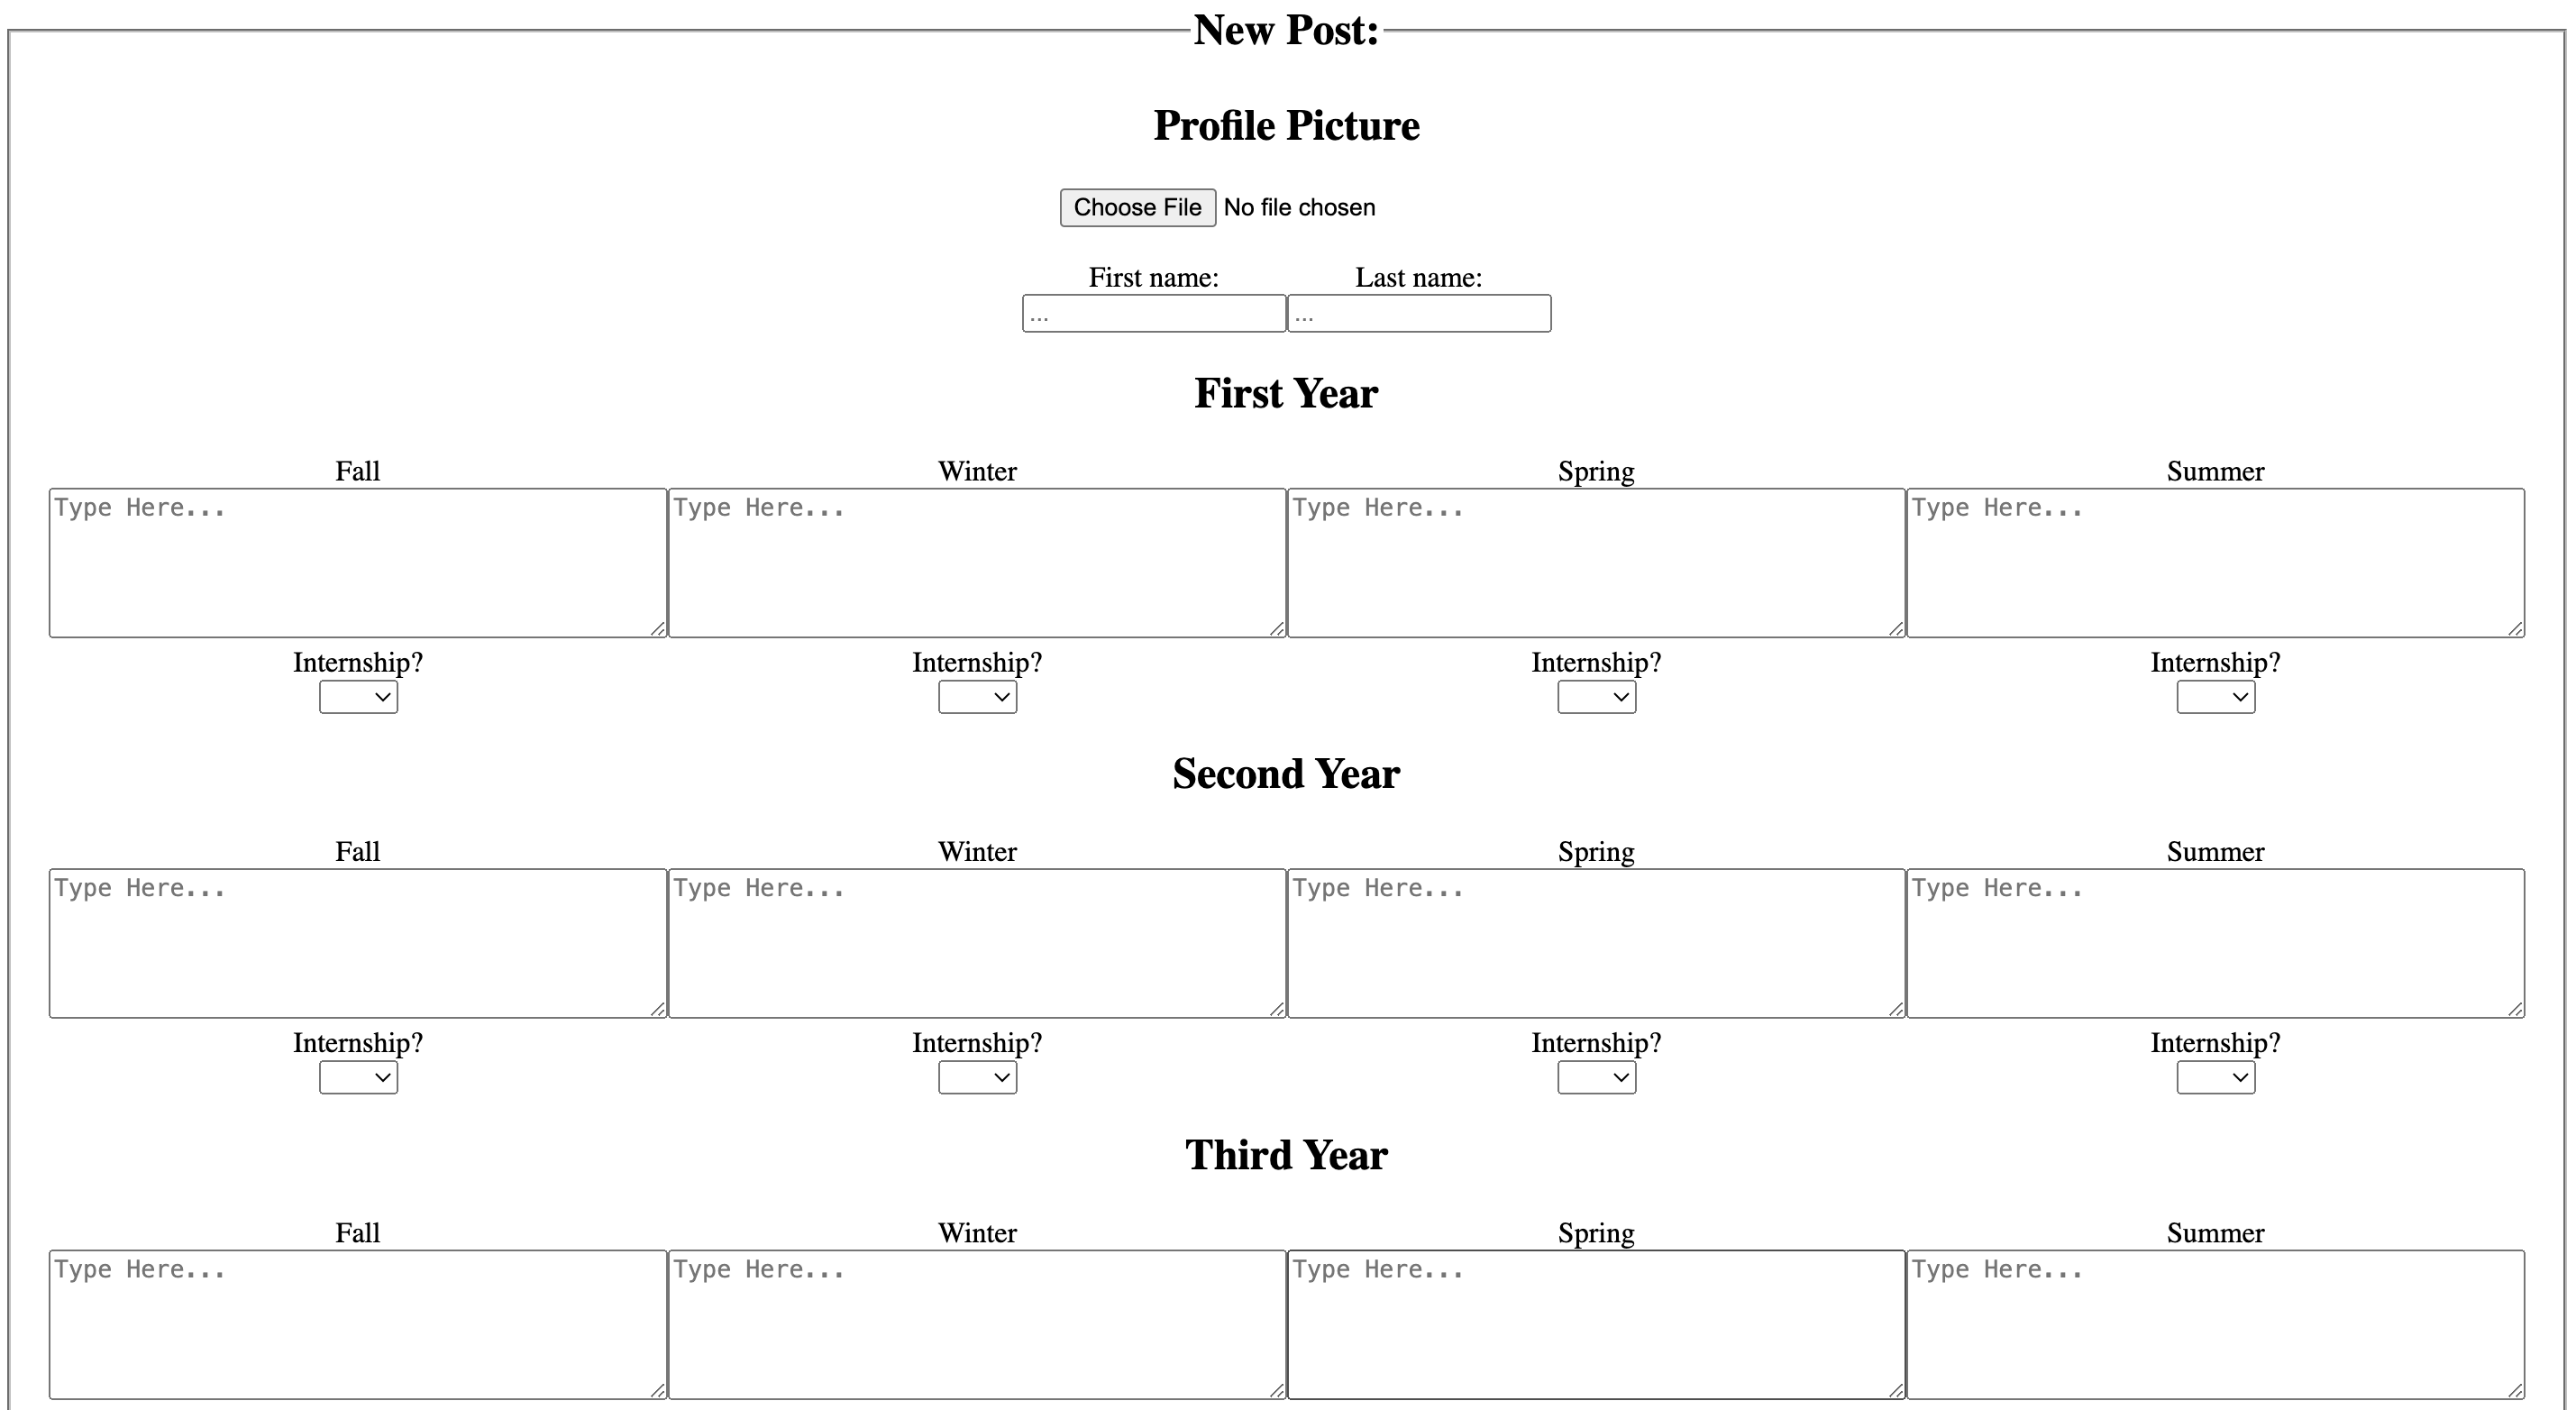 New Post:
Profile Picture
Choose File No file chosen
First name: Last name:
... ...
First Year
Fall Winter Spring Summer
Type Here... Type Here... Type Here... Type Here...
Internship? Internship? Internship? Internship?
Second Year
Fall Winter Spring Summer
Type Here... Type Here... Type Here... Type Here...
Internship? Internship? Internship? Internship?
Third Year
Fall Winter Spring Summer
Type Here... Type Here... Type Here... Type Here...